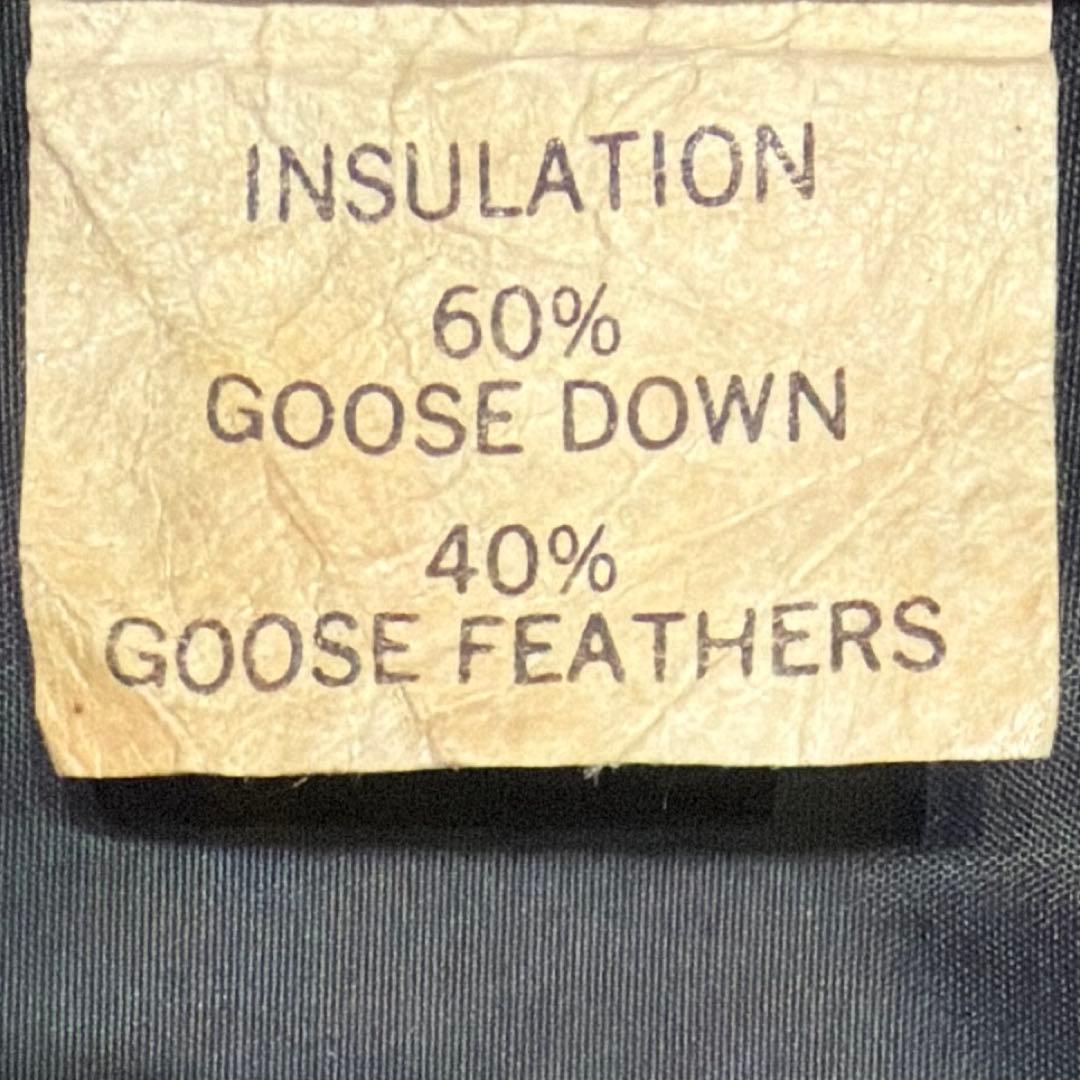 INSULATION
60%
GOOSE DOWN
40%
GOOSE FEATHERS